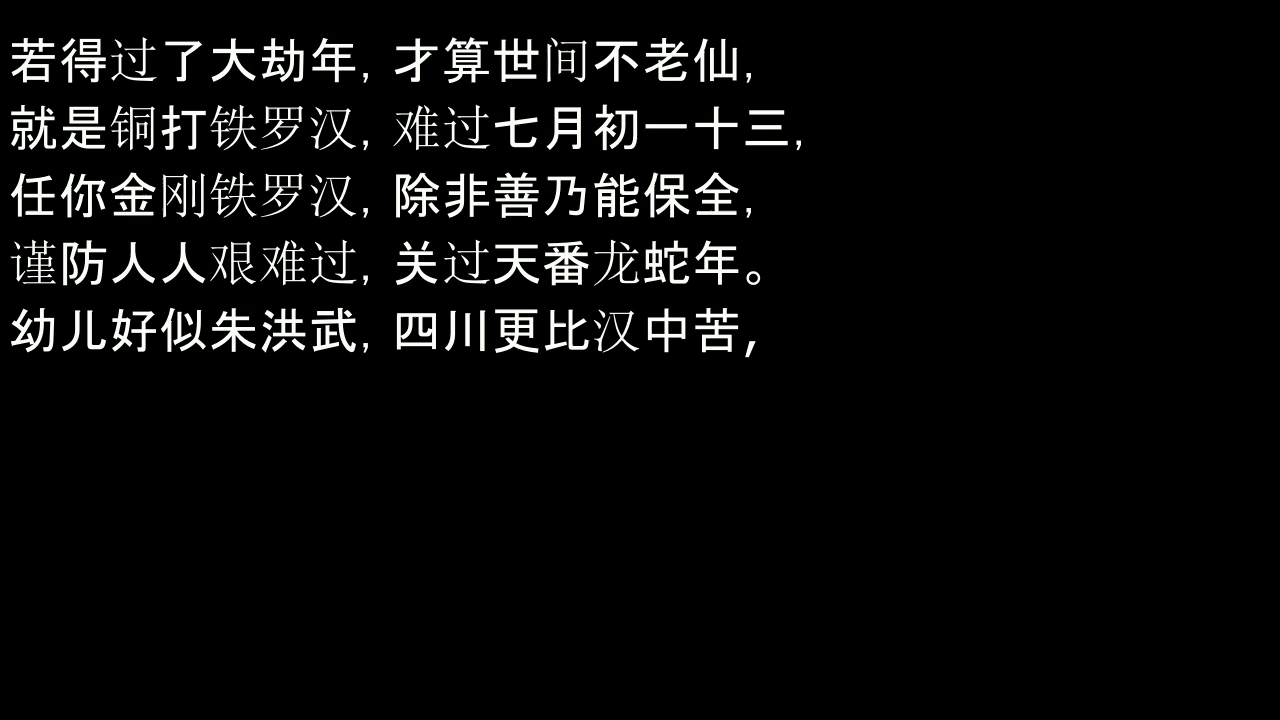 若得过了大劫年，才算世间不老仙，
就是铜打铁罗汉，难过七月初一十三，
任你金刚铁罗汉，除非善乃能保全，
谨防人人艰难过，关过天番龙蛇年。
幼儿好似朱洪武，四川更比汉中苦，